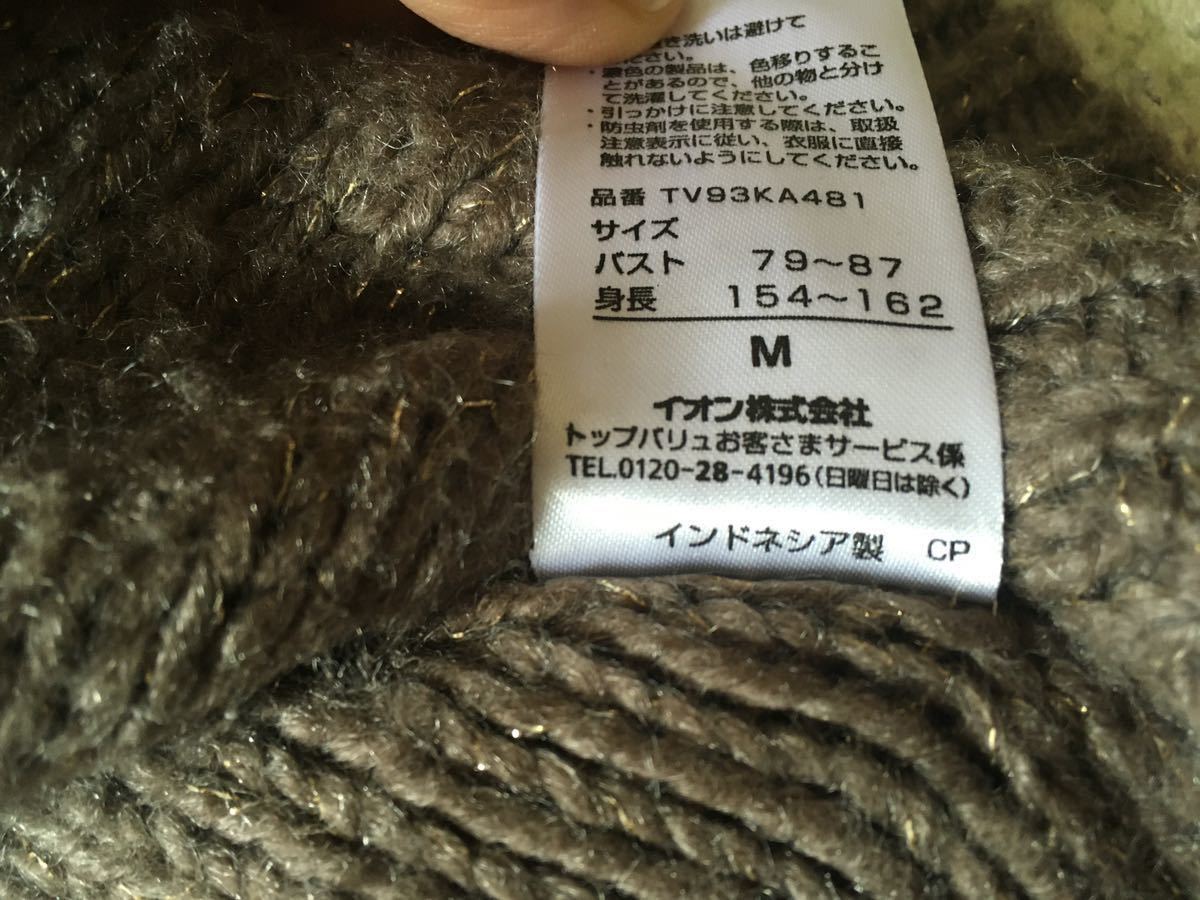 き洗いは避けて
ださい。
・濃色の製品は、色移りするこ
とがあるので、他の物と分け
て洗濯してください。
・引っかけに注意してください。
・防虫剤を使用する際は、取扱
注意表示に従い、衣服に直接
触れないようにしてください。
品番 TV93KA481
サイズ
バスト 79～87
身長 154～162
M
イオン株式会社
トップバリュお客さまサービス係
TEL.0120-28-4196(日曜日は除く)
インドネシア製 CP